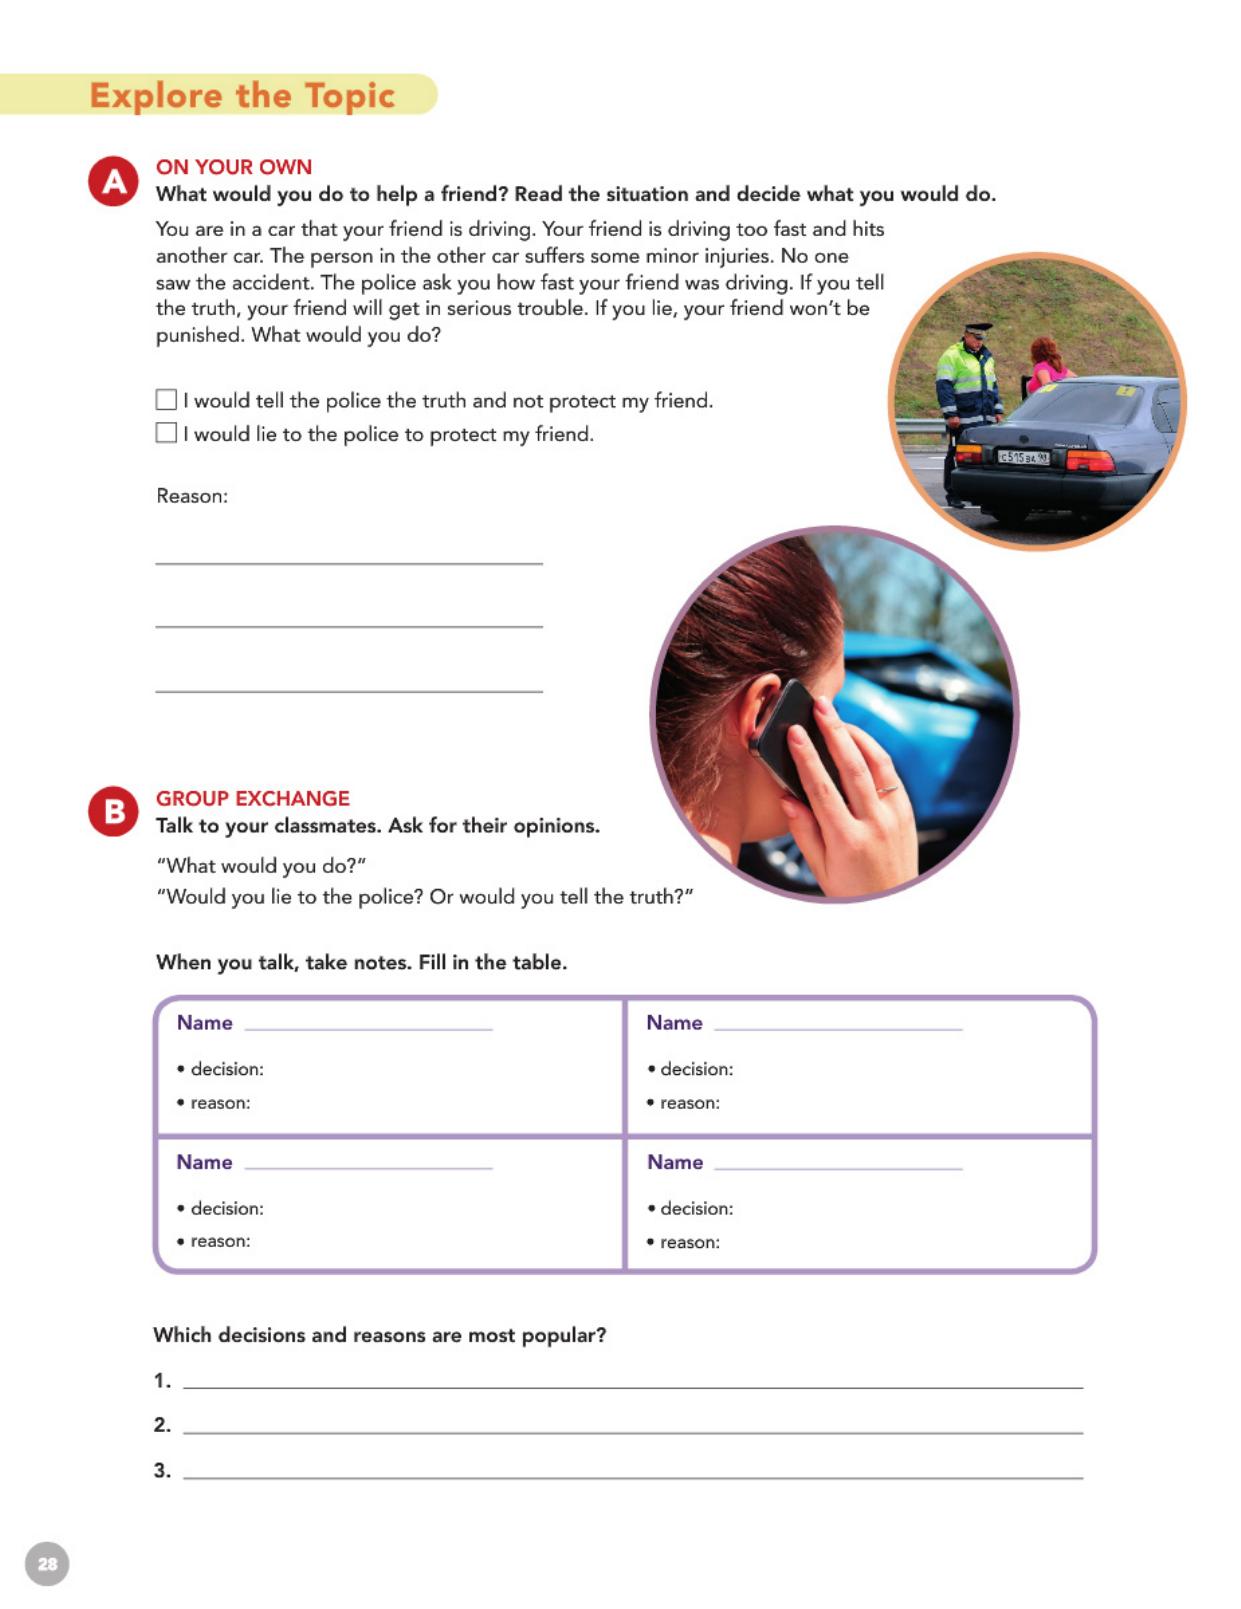 Explore the Topic
A
ON YOUR OWN
What would you do to help a friend? Read the situation and decide what you would do.
You are in a car that your friend is driving. Your friend is driving too fast and hits
another car. The person in the other car suffers some minor injuries. No one
saw the accident. The police ask you how fast your friend was driving. If you tell
the truth, your friend will get in serious trouble. If you lie, your friend won’t be
punished. What would you do?
I would tell the police the truth and not protect my friend.
I would lie to the police to protect my friend.
Reason:
B
GROUP EXCHANGE
Talk to your classmates. Ask for their opinions.
“What would you do?”
“Would you lie to the police? Or would you tell the truth?”
When you talk, take notes. Fill in the table.
Name
• decision:
• reason:
Name
• decision:
• reason:
Name
• decision:
• reason:
Name
• decision:
• reason:
Which decisions and reasons are most popular?
1.
2.
3.
28